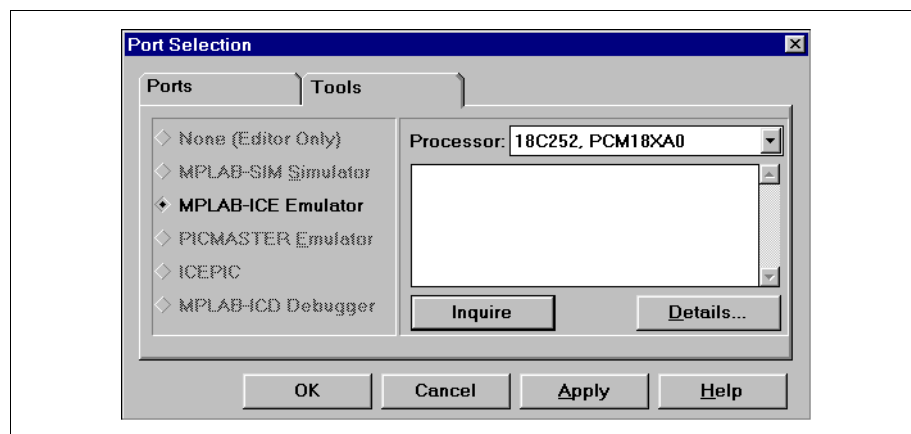 Port Selection
Ports
Tools
None (Editor Only)
MPLAB-SIM Simulator
MPLAB-ICE Emulator
PICMASTER Emulator
ICEPIC
MPLAB-ICD Debugger
Processor: 18C252, PCM18XA0
Inquire
Details...
OK
Cancel
Apply
Help